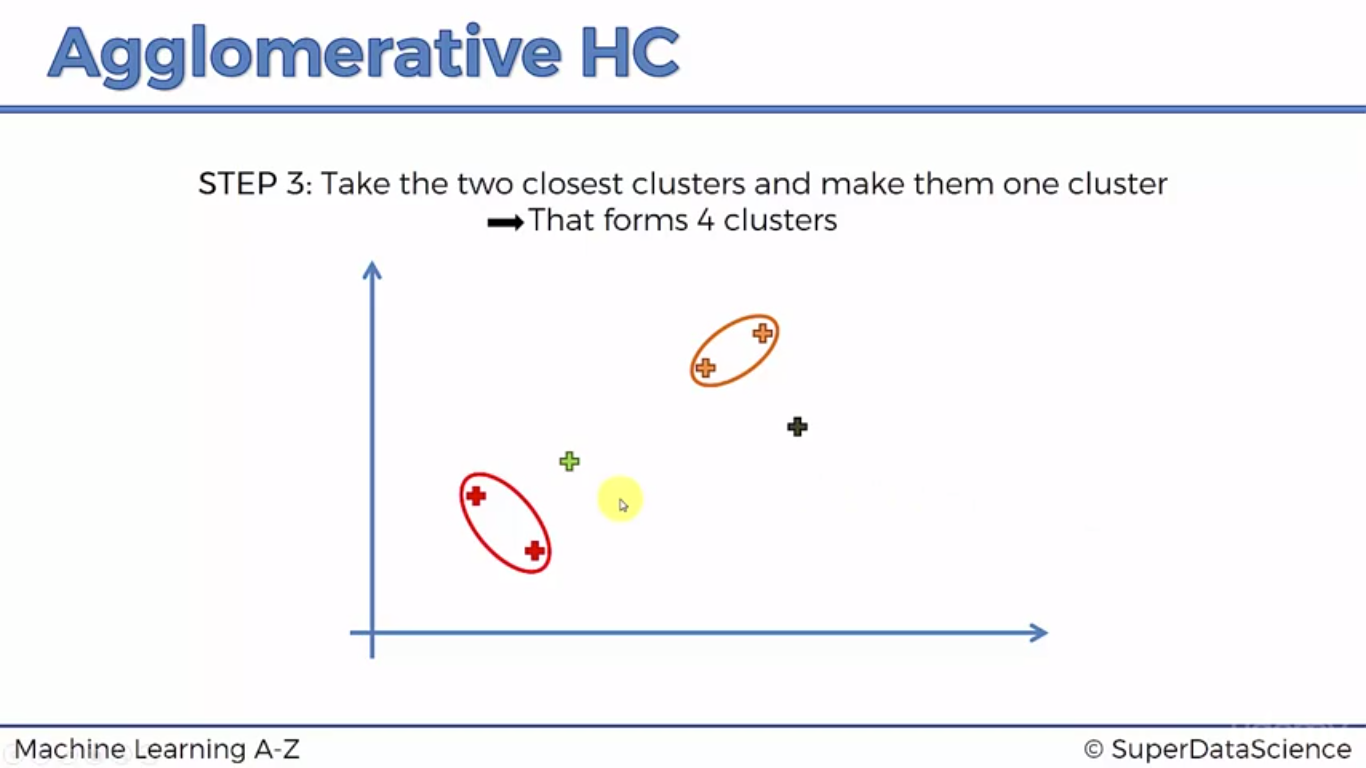 Agglomerative HC
STEP 3: Take the two closest clusters and make them one cluster
That forms 4 clusters
Machine Learning A-Z
© SuperDataScience